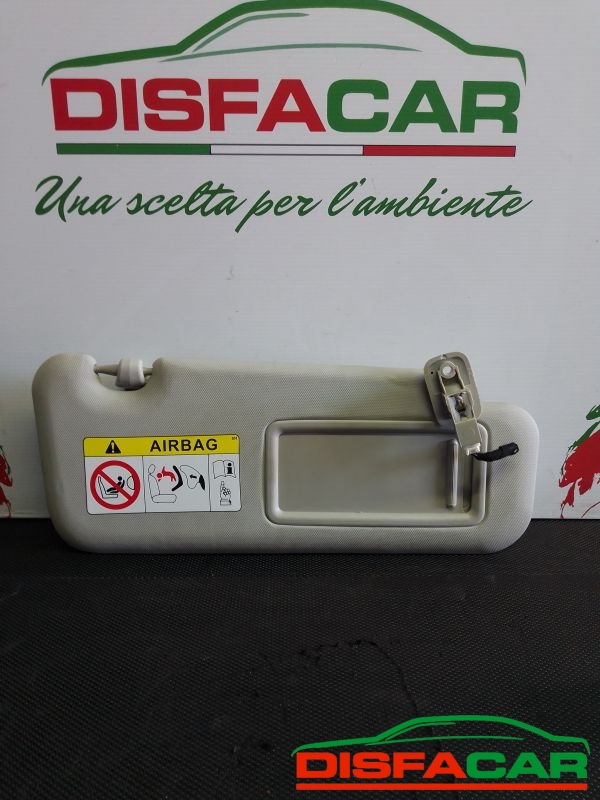 DISFACAR
Una scelta per l'ambiente
AIRBAG
DISFACAR